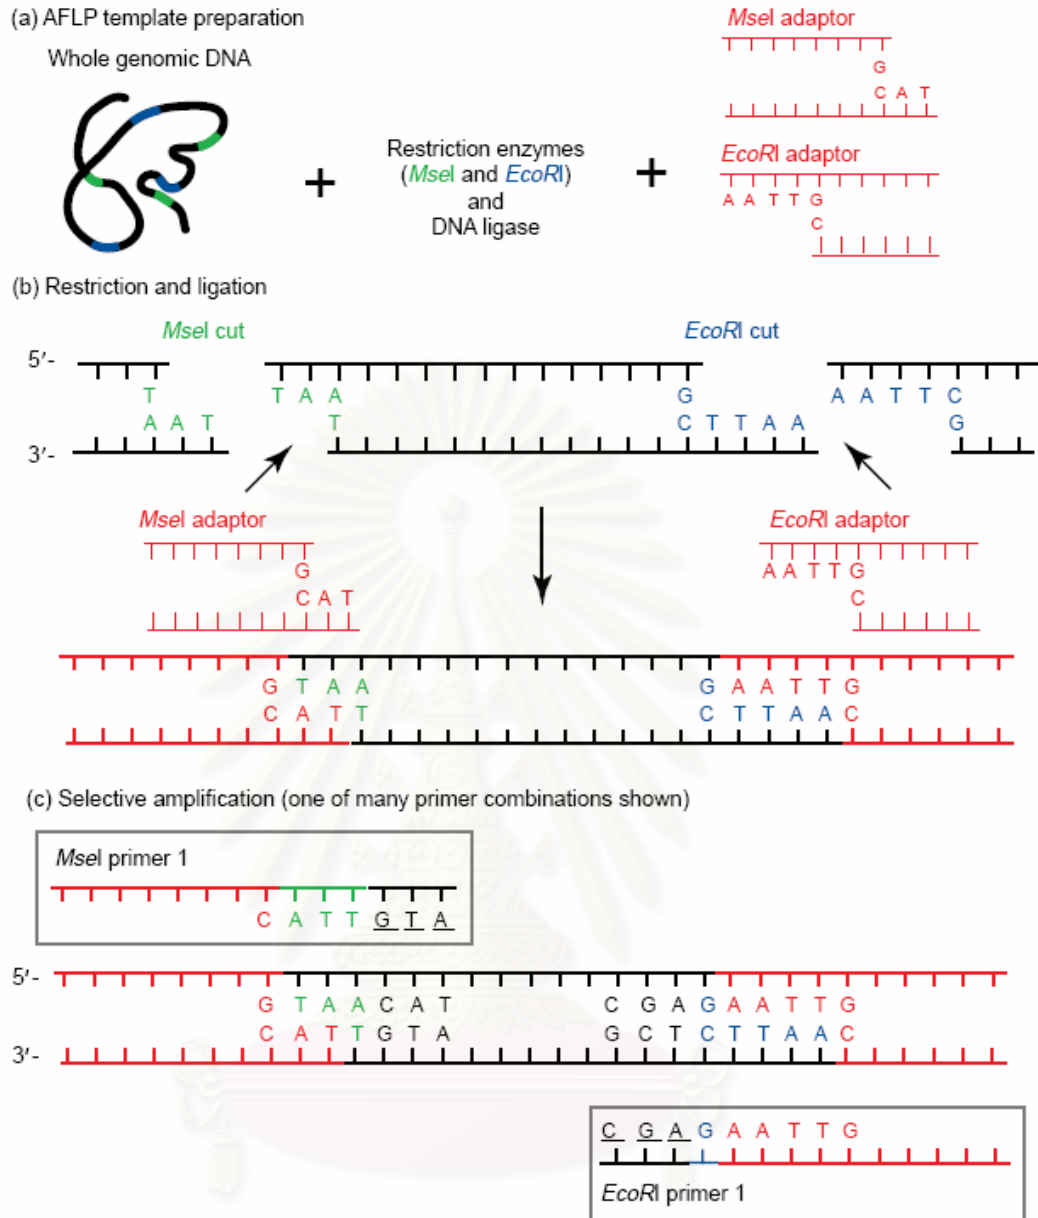 (a) AFLP template preparation
Whole genomic DNA
+
Restriction enzymes
(MseI and EcoRI)
and
DNA ligase
+
MseI adaptor
G
C A T
EcoRI adaptor
A A T T G
C
(b) Restriction and ligation
MseI cut
EcoRI cut
5′-
T
T A A
G
A A T T C
A A T
T
C T T A A
G
3′-
MseI adaptor
G
C A T
EcoRI adaptor
A A T T G
C
G T A A
G A A T T G
C A T T
C T T A A C
(c) Selective amplification (one of many primer combinations shown)
MseI primer 1
C A T T G T A
5′-
G T A A C A T
C G A G A A T T G
C A T T G T A
G C T C T T A A C
3′-
C G A G A A T T G
EcoRI primer 1